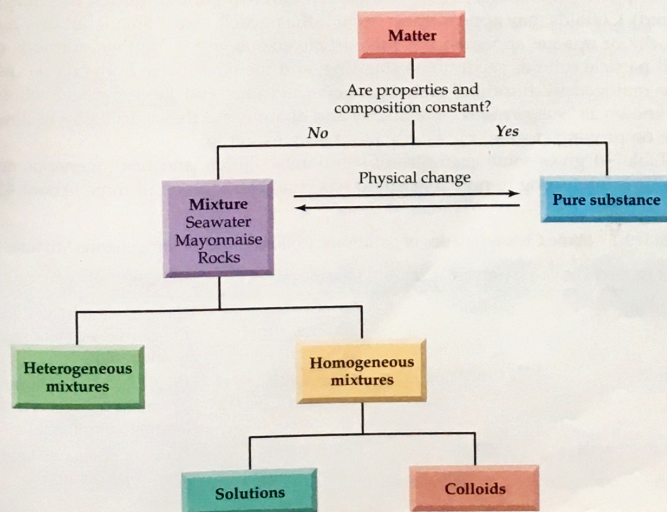 Matter
Are properties and
composition constant?
No
Yes
Physical change
Mixture
Seawater
Mayonnaise
Rocks
Pure substance
Heterogeneous
mixtures
Homogeneous
mixtures
Solutions
Colloids